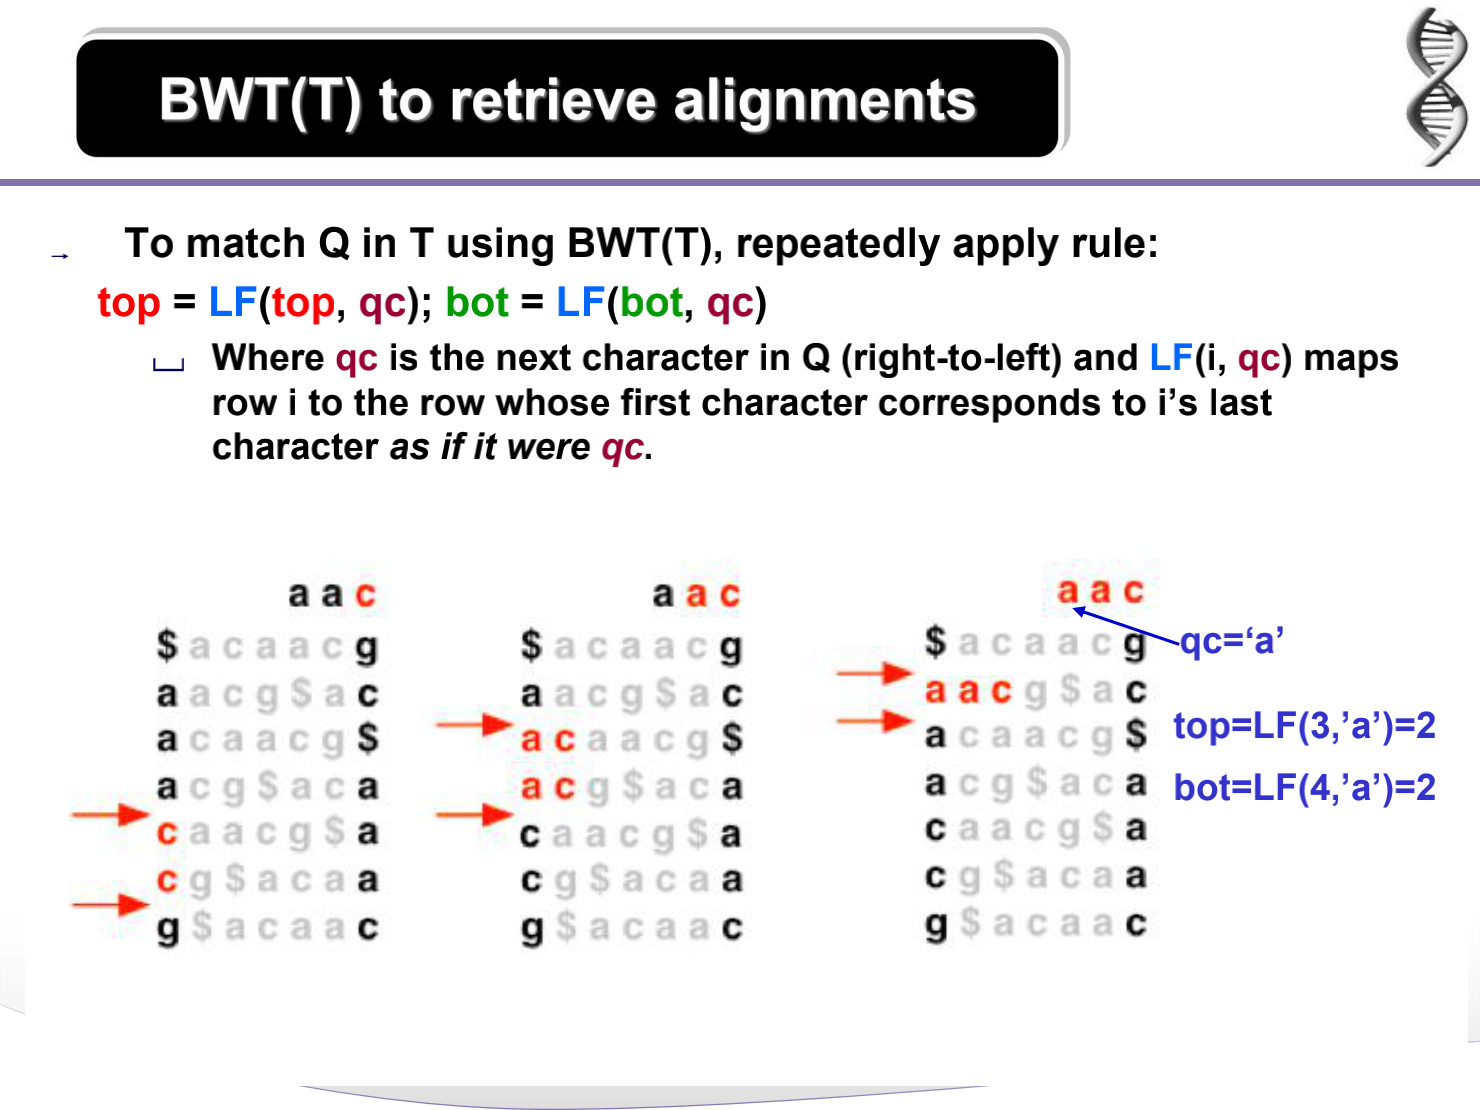 BWT(T) to retrieve alignments
→ To match Q in T using BWT(T), repeatedly apply rule:
top = LF(top, qc); bot = LF(bot, qc)
Where qc is the next character in Q (right-to-left) and LF(i, qc) maps
row i to the row whose first character corresponds to i’s last
character as if it were qc.
a a c
$ a c a a c g
a a c g $ a c
a c a a c g $
a c g $ a c a
c a a c g $ a
c g $ a c a a
g $ a c a a c
a a c
$ a c a a c g
a a c g $ a c
a c a a c g $
a c g $ a c a
c a a c g $ a
c g $ a c a a
g $ a c a a c
a a c
$ a c a a c g
a a c g $ a c
a c a a c g $
a c g $ a c a
c a a c g $ a
c g $ a c a a
g $ a c a a c
qc=‘a’
top=LF(3,’a’)=2
bot=LF(4,’a’)=2